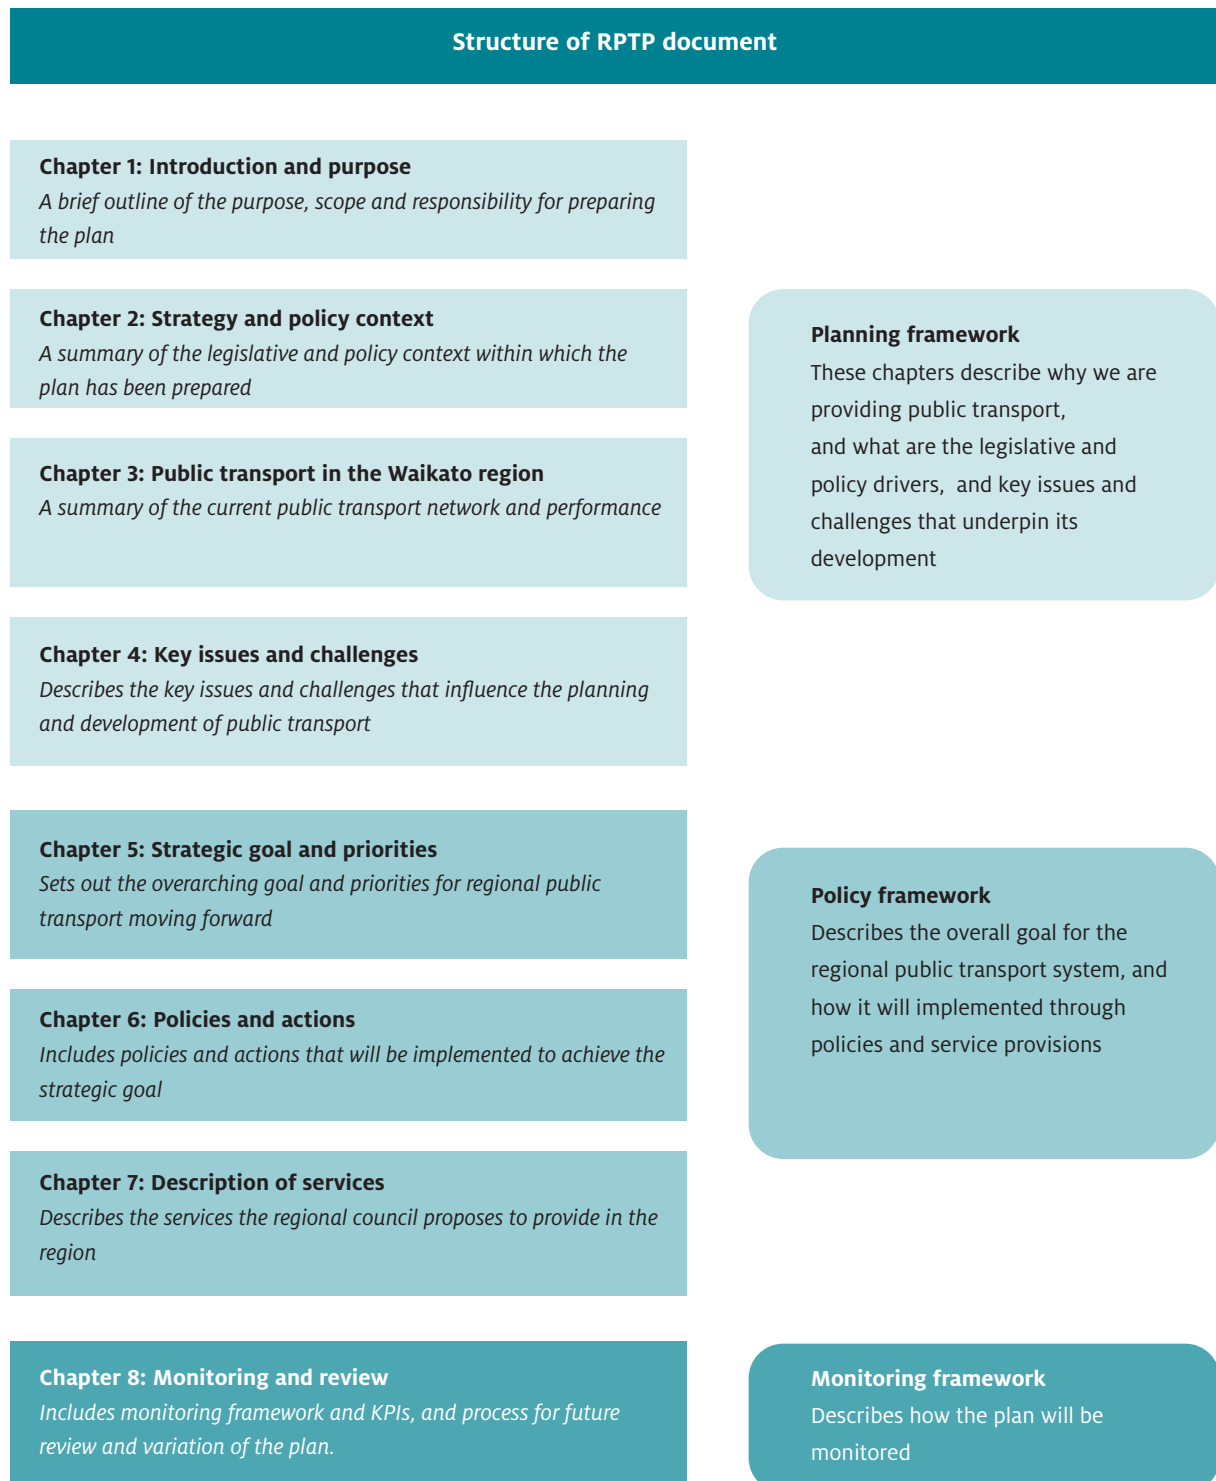 Structure of RPTP document
Chapter 1: Introduction and purpose
A brief outline of the purpose, scope and responsibility for preparing
the plan
Chapter 2: Strategy and policy context
A summary of the legislative and policy context within which the
plan has been prepared
Chapter 3: Public transport in the Waikato region
A summary of the current public transport network and performance
Chapter 4: Key issues and challenges
Describes the key issues and challenges that influence the planning
and development of public transport
Planning framework
These chapters describe why we are
providing public transport,
and what are the legislative and
policy drivers,  and key issues and
challenges that underpin its
development
Chapter 5: Strategic goal and priorities
Sets out the overarching goal and priorities for regional public
transport moving forward
Chapter 6: Policies and actions
Includes policies and actions that will be implemented to achieve the
strategic goal
Chapter 7: Description of services
Describes the services the regional council proposes to provide in the
region
Policy framework
Describes the overall goal for the
regional public transport system, and
how it will implemented through
policies and service provisions
Chapter 8: Monitoring and review
Includes monitoring framework and KPIs, and process for future
review and variation of the plan.
Monitoring framework
Describes how the plan will be
monitored